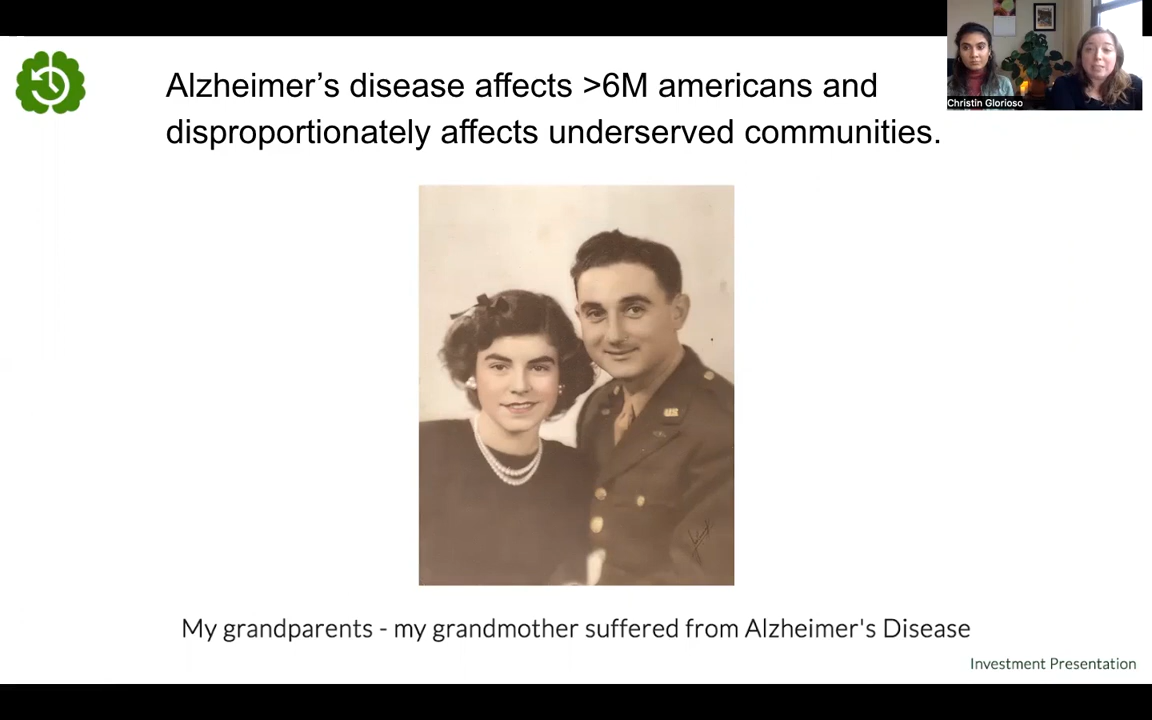 Alzheimer’s disease affects >6M americans and
disproportionately affects underserved communities.
Christin Glorioso
US
My grandparents - my grandmother suffered from Alzheimer's Disease
Investment Presentation